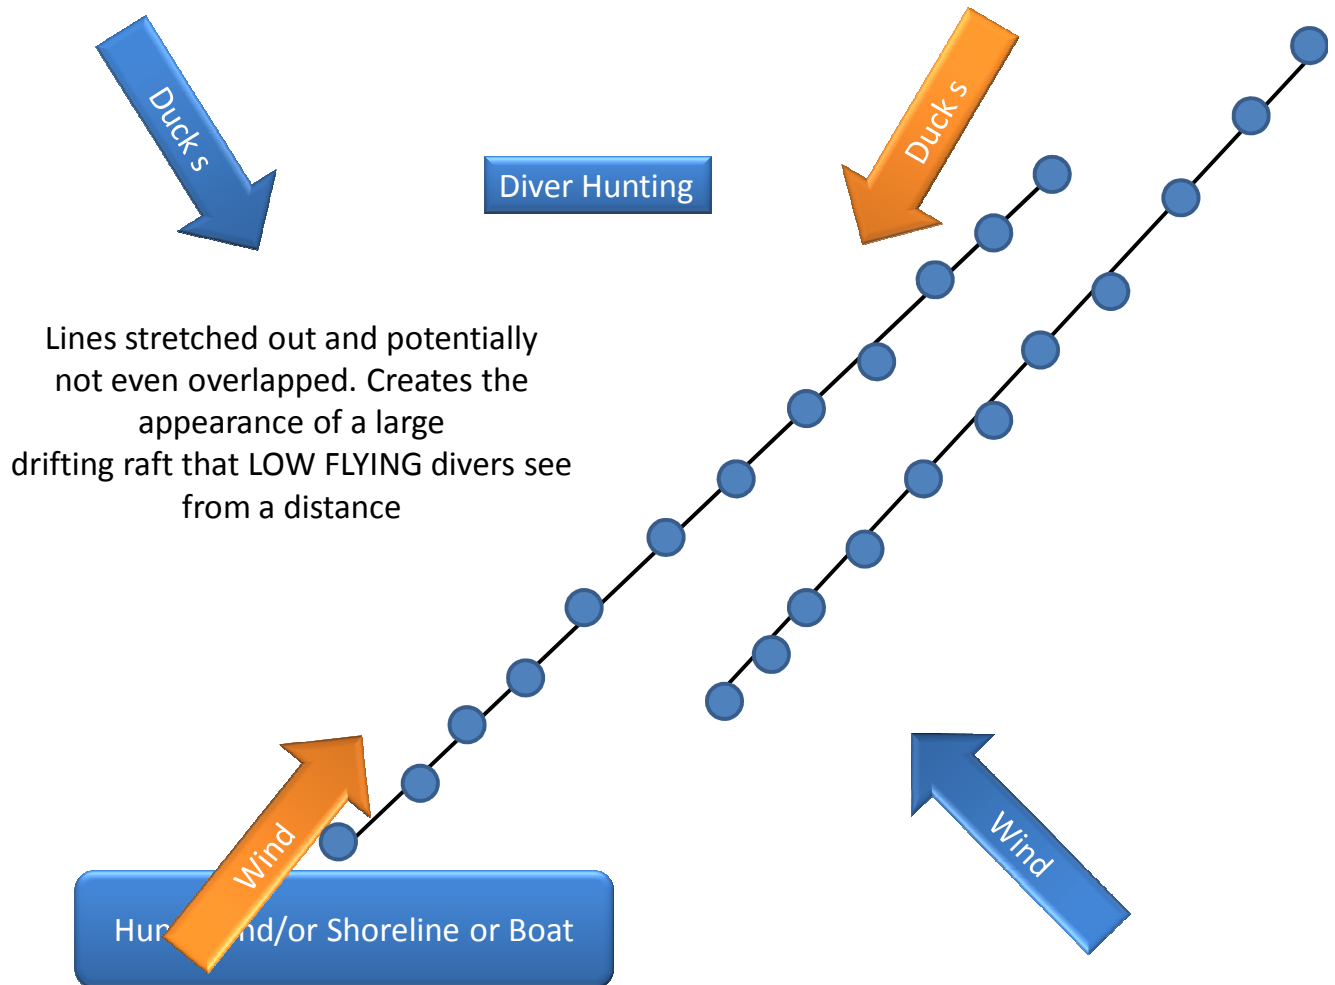 Duck s
Duck s
Diver Hunting
Lines stretched out and potentially
not even overlapped. Creates the
appearance of a large
drifting raft that LOW FLYING divers see
from a distance
Wind
Wind
Hun nd/or Shoreline or Boat